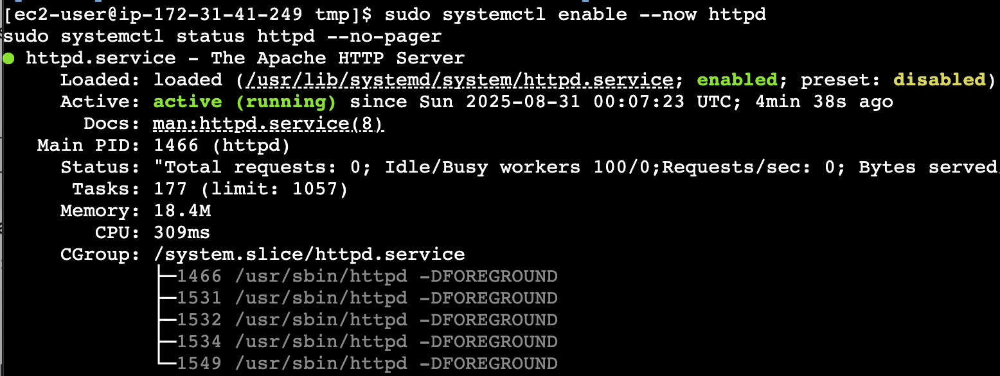 [ec2-user@ip-172-31-41-249 tmp]$ sudo systemctl enable --now httpd
sudo systemctl status httpd --no-pager
● httpd.service - The Apache HTTP Server
Loaded: loaded (/usr/lib/systemd/system/httpd.service; enabled; preset: disabled)
Active: active (running) since Sun 2025-08-31 00:07:23 UTC; 4min 38s ago
Docs: man:httpd.service(8)
Main PID: 1466 (httpd)
Status: "Total requests: 0; Idle/Busy workers 100/0;Requests/sec: 0; Bytes served
Tasks: 177 (limit: 1057)
Memory: 18.4M
CPU: 309ms
CGroup: /system.slice/httpd.service
├─1466 /usr/sbin/httpd -DFOREGROUND
├─1531 /usr/sbin/httpd -DFOREGROUND
├─1532 /usr/sbin/httpd -DFOREGROUND
├─1534 /usr/sbin/httpd -DFOREGROUND
└─1549 /usr/sbin/httpd -DFOREGROUND